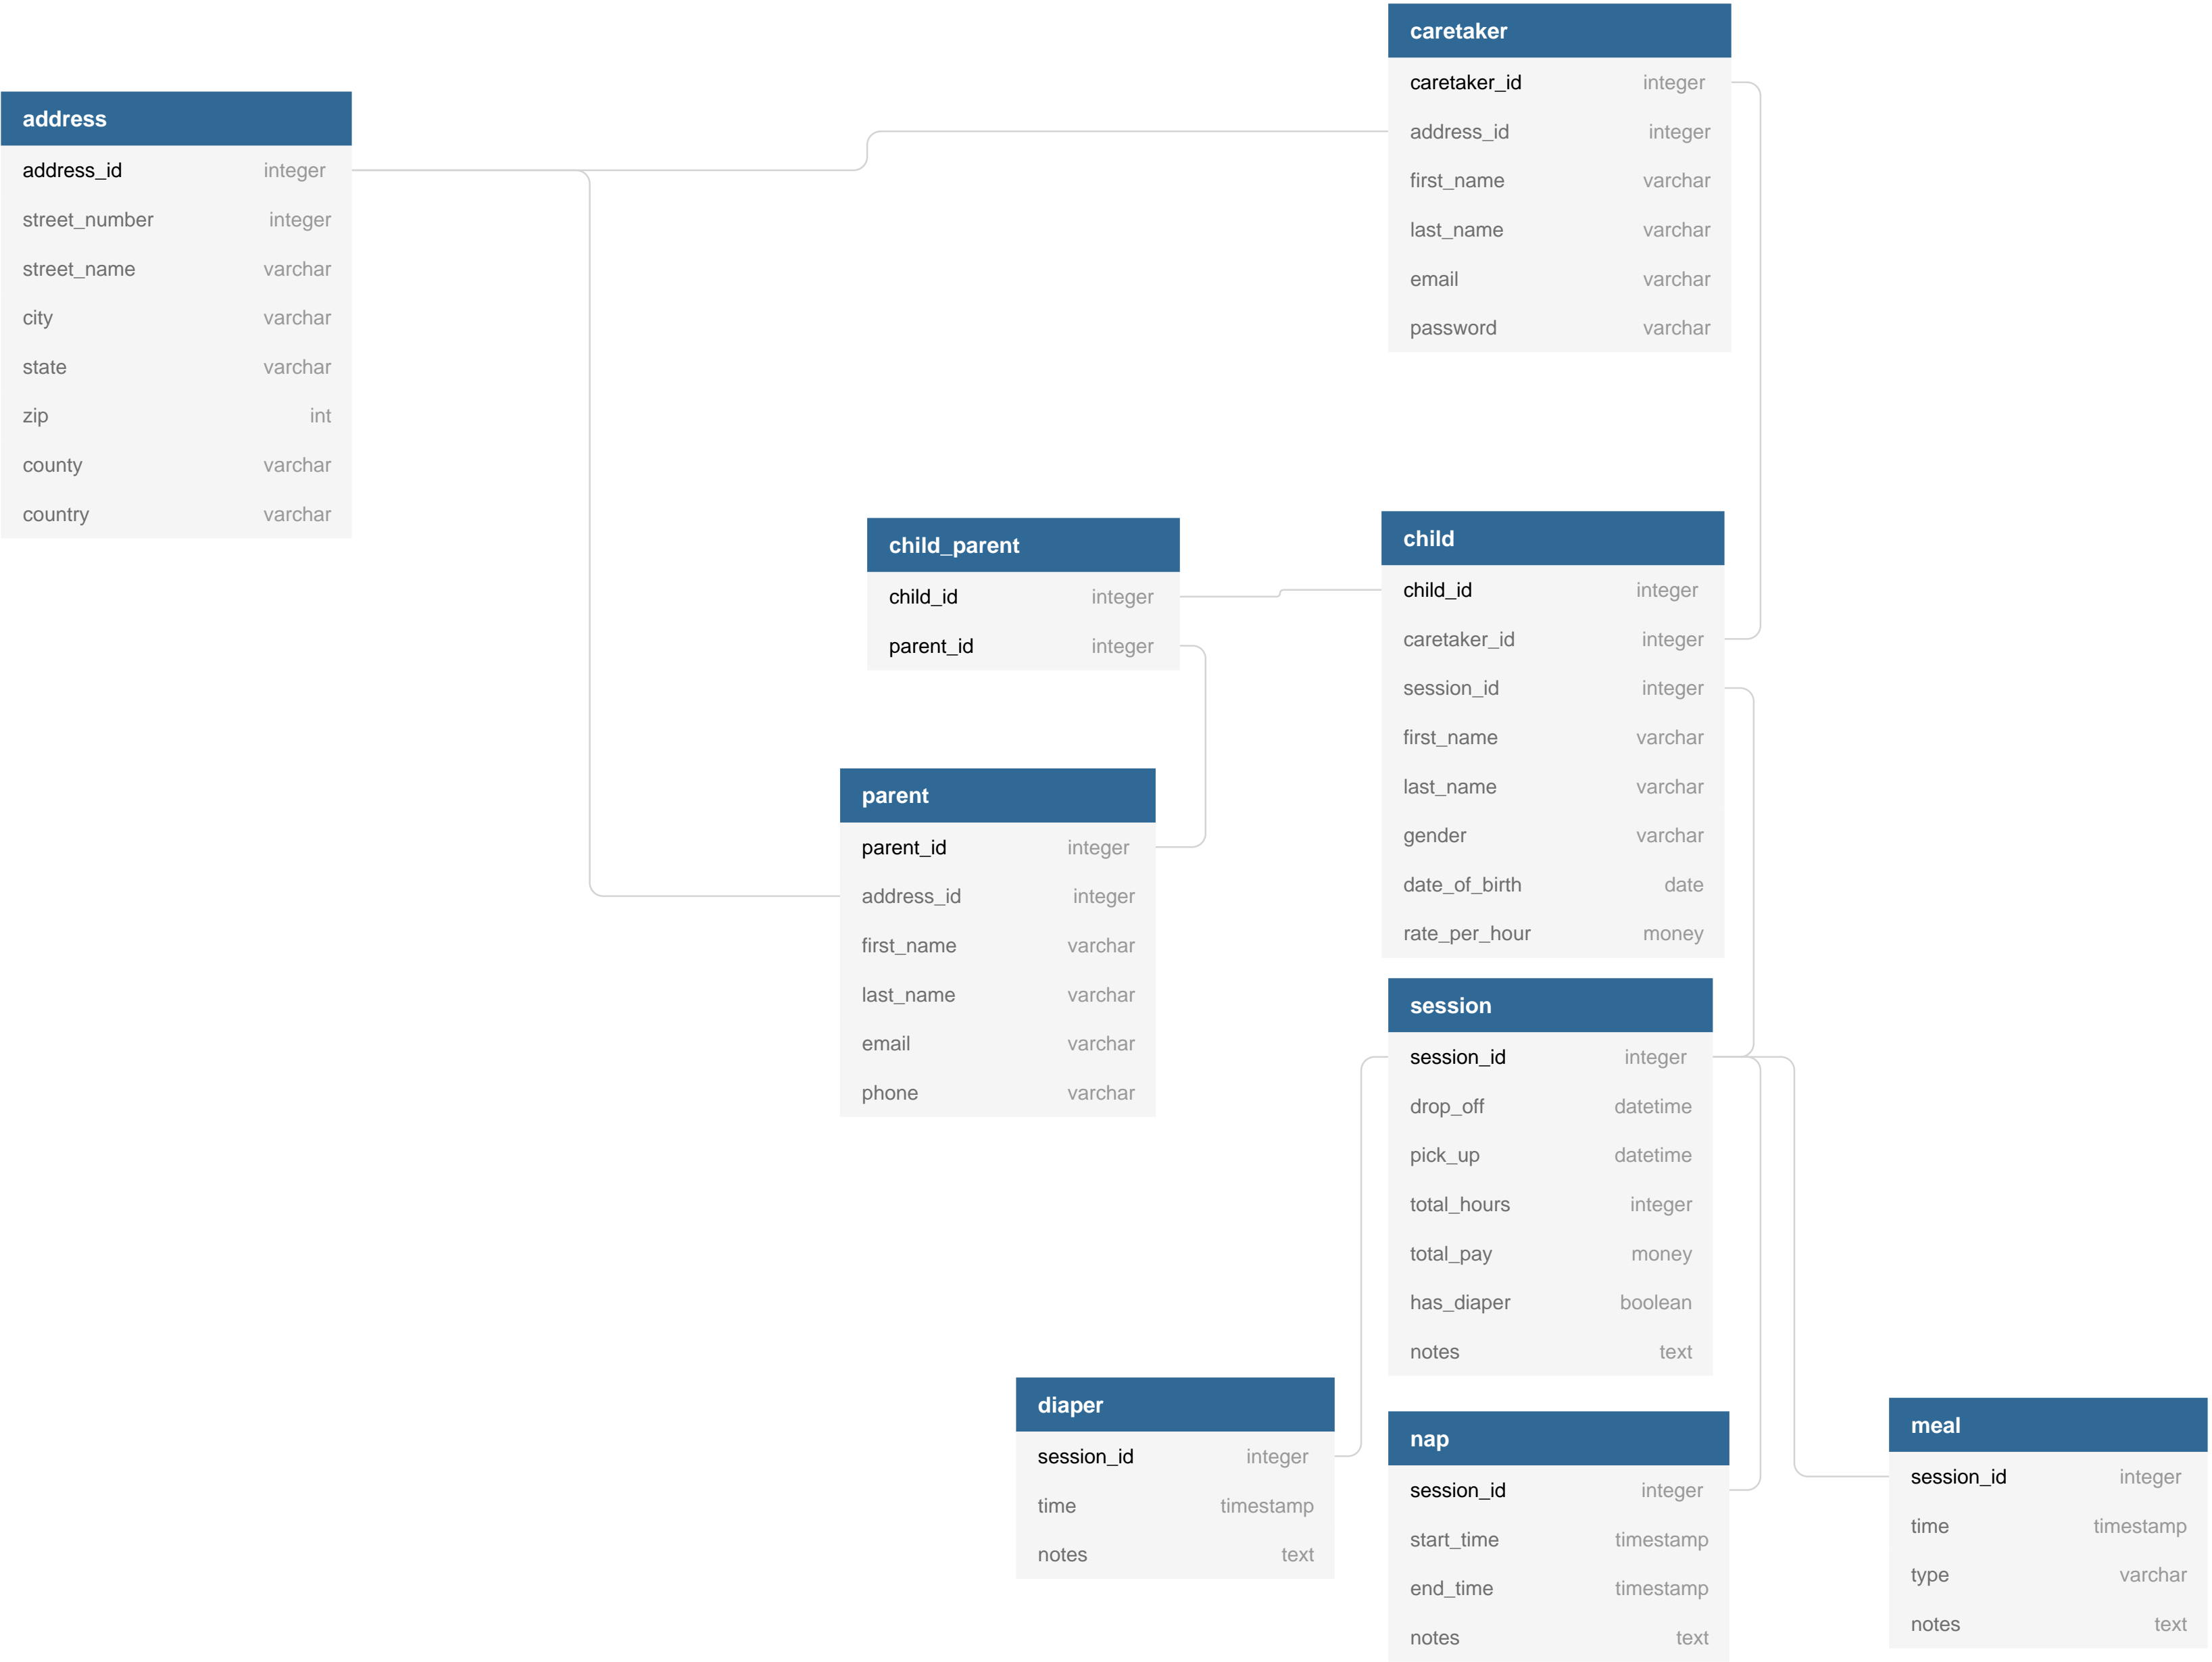 caretaker
caretaker_id integer
address_id integer
first_name varchar
last_name varchar
email varchar
password varchar
address
address_id integer
street_number integer
street_name varchar
city varchar
state varchar
zip int
county varchar
country varchar
child_parent
child_id integer
parent_id integer
child
child_id integer
caretaker_id integer
session_id integer
first_name varchar
last_name varchar
gender varchar
date_of_birth date
rate_per_hour money
parent
parent_id integer
address_id integer
first_name varchar
last_name varchar
email varchar
phone varchar
session
session_id integer
drop_off datetime
pick_up datetime
total_hours integer
total_pay money
has_diaper boolean
notes text
diaper
session_id integer
time timestamp
notes text
nap
session_id integer
start_time timestamp
end_time timestamp
notes text
meal
session_id integer
time timestamp
type varchar
notes text